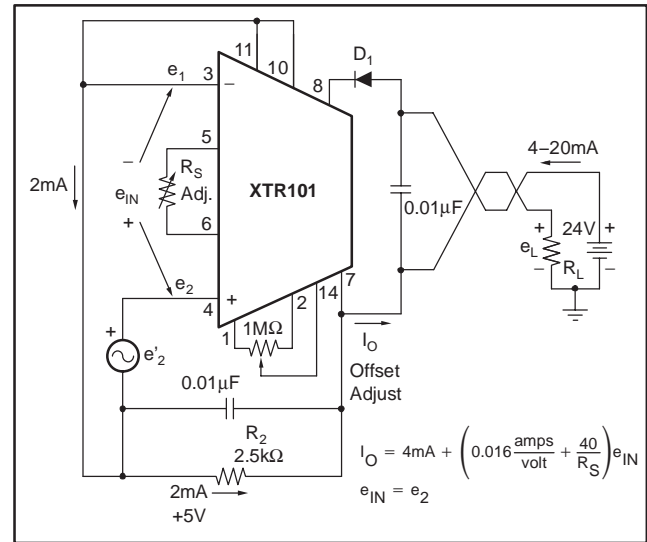 11
10
e1
3
−
8
D1
5
RS
Adj.
6
−
eIN
+
2mA
XTR101
0.01μF
4−20mA
+
eL
−
RL
24V
+
−
e2
4
+
1
2
14
7
1MΩ
+
e'2
IO
Offset
Adjust
0.01μF
R2
2.5kΩ
2mA
+5V
IO = 4mA + (0.016 amps/volt + 40/RS) eIN
eIN = e2